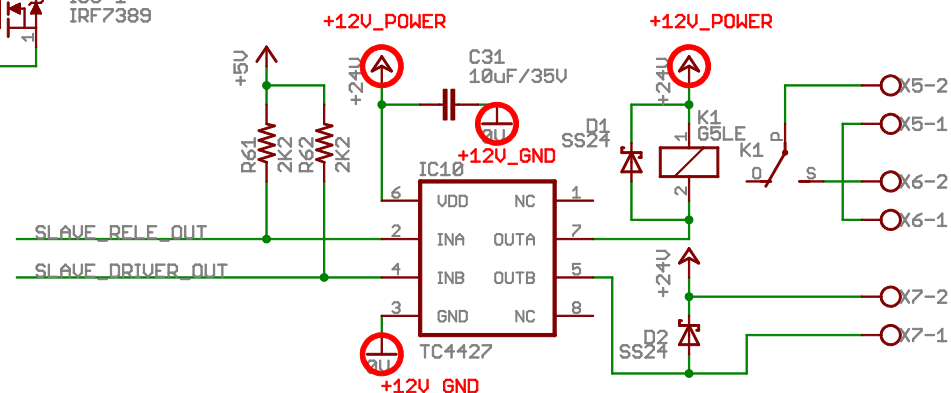 IRF7389
1
+12V_POWER
+12V_POWER
+5V
+24V
C31
10uF/35V
+24V
X5-2
R61
2K2
R62
2K2
0V
+12V_GND
D1
SS24
1
K1
G5LE
2
K1
P
O
S
X5-1
X6-2
X6-1
IC10
6
VDD
NC
1
SLAVE_RELE_OUT
2
INA
OUTA
7
SLAVE_DRIVER_OUT
4
INB
OUTB
5
+24V
3
GND
NC
8
X7-2
0V
TC4427
D2
SS24
X7-1
+12V GND